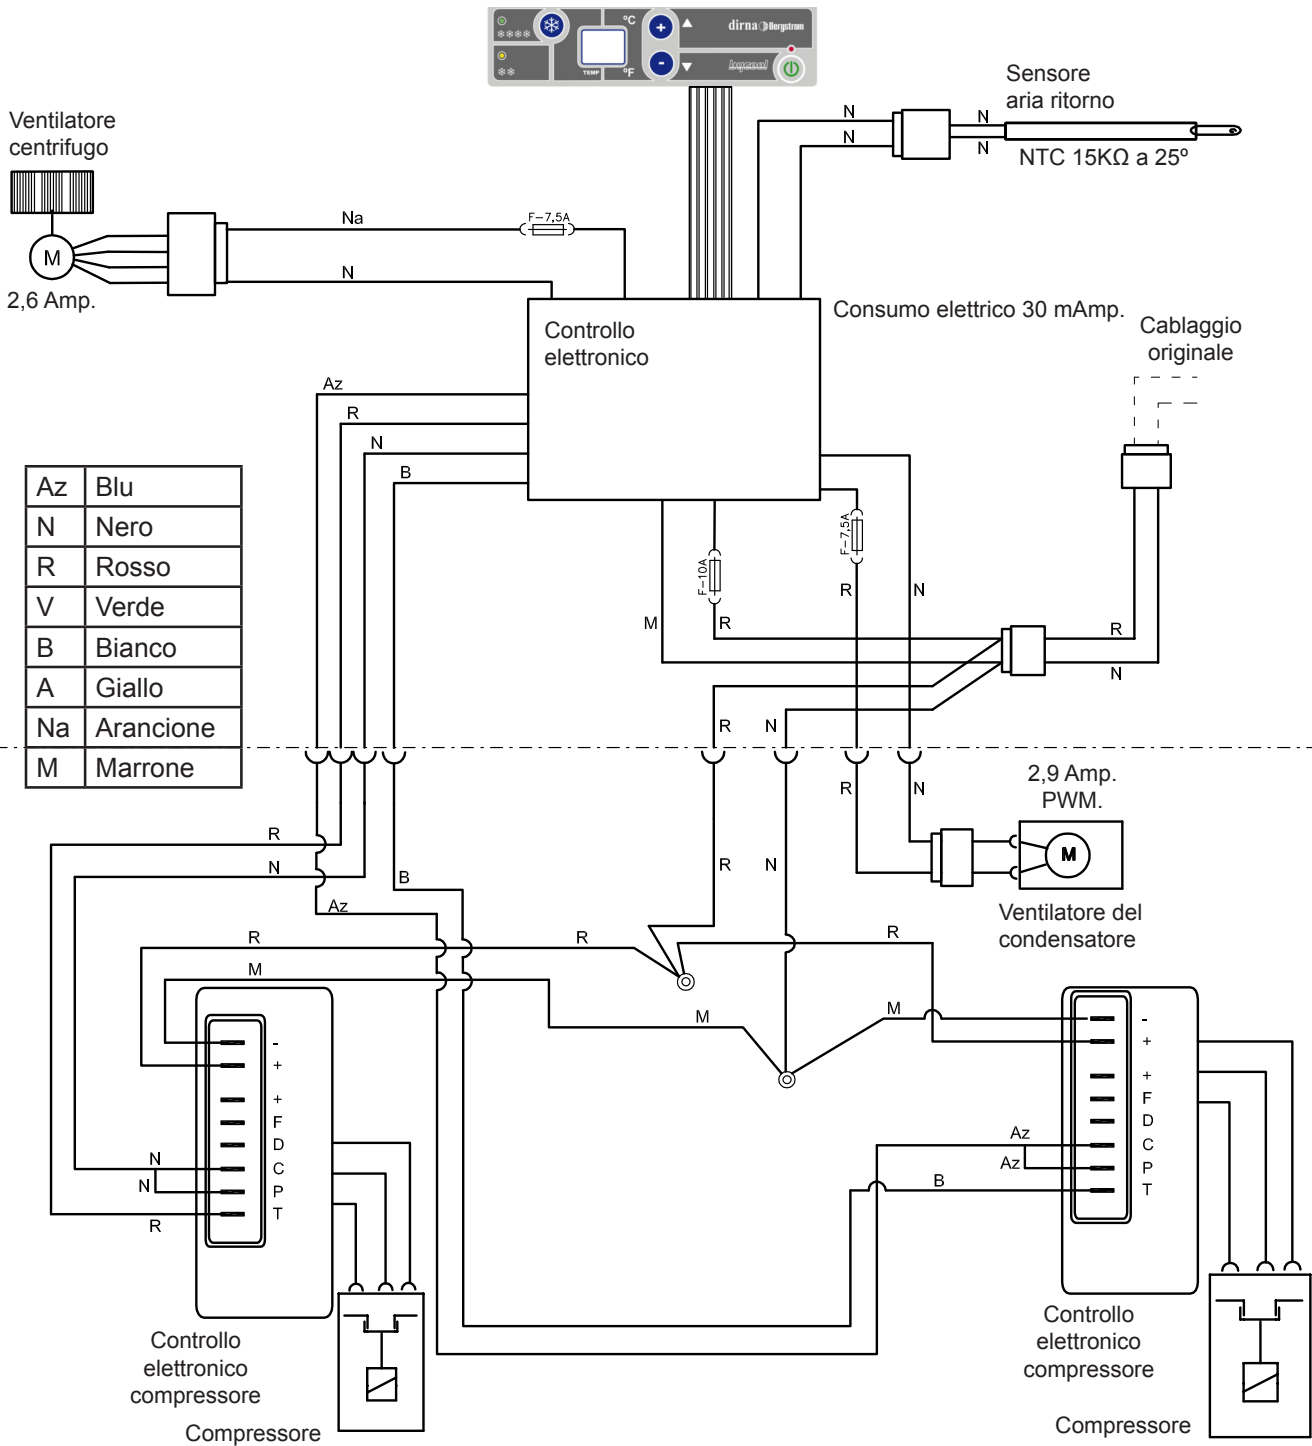 °C
dirna Bergstrom
TEMP
°F
bycool
Sensore
aria ritorno
N
N
N
N
NTC 15KΩ a 25º
Ventilatore
centrifugo
M
2,6 Amp.
Na
F-7,5A
N
Controllo
elettronico
Consumo elettrico 30 mAmp.
Cablaggio
originale
Az
R
N
B
Az Blu
N Nero
R Rosso
V Verde
B Bianco
A Giallo
Na Arancione
M Marrone
F-10A
F-7,5A
R
N
M
R
R
N
R
N
R
N
2,9 Amp.
PWM.
M
Ventilatore del
condensatore
R
N
B
Az
R
N
R
R
R
M
M
M
-
+
+
F
D
C
P
T
N
N
R
-
+
+
F
D
C
P
T
Az
Az
B
Controllo
elettronico
compressore
Compressore
Controllo
elettronico
compressore
Compressore